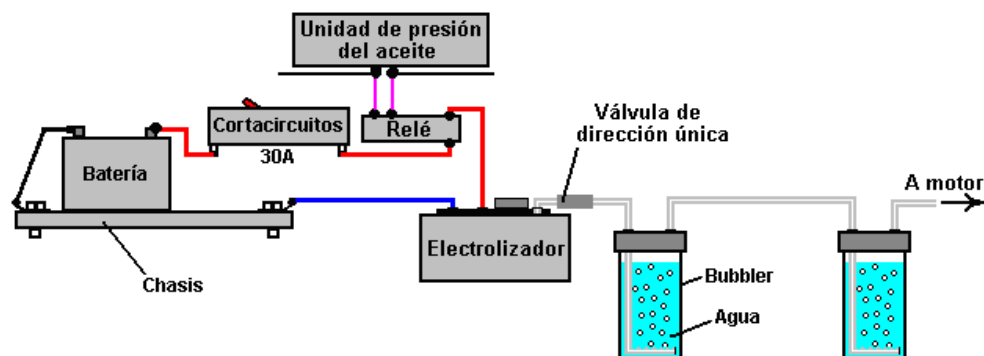 Unidad de presión
del aceite
Cortacircuitos
30A
Relé
Válvula de
dirección única
Batería
A motor
Electrolizador
Chasis
Bubbler
Agua